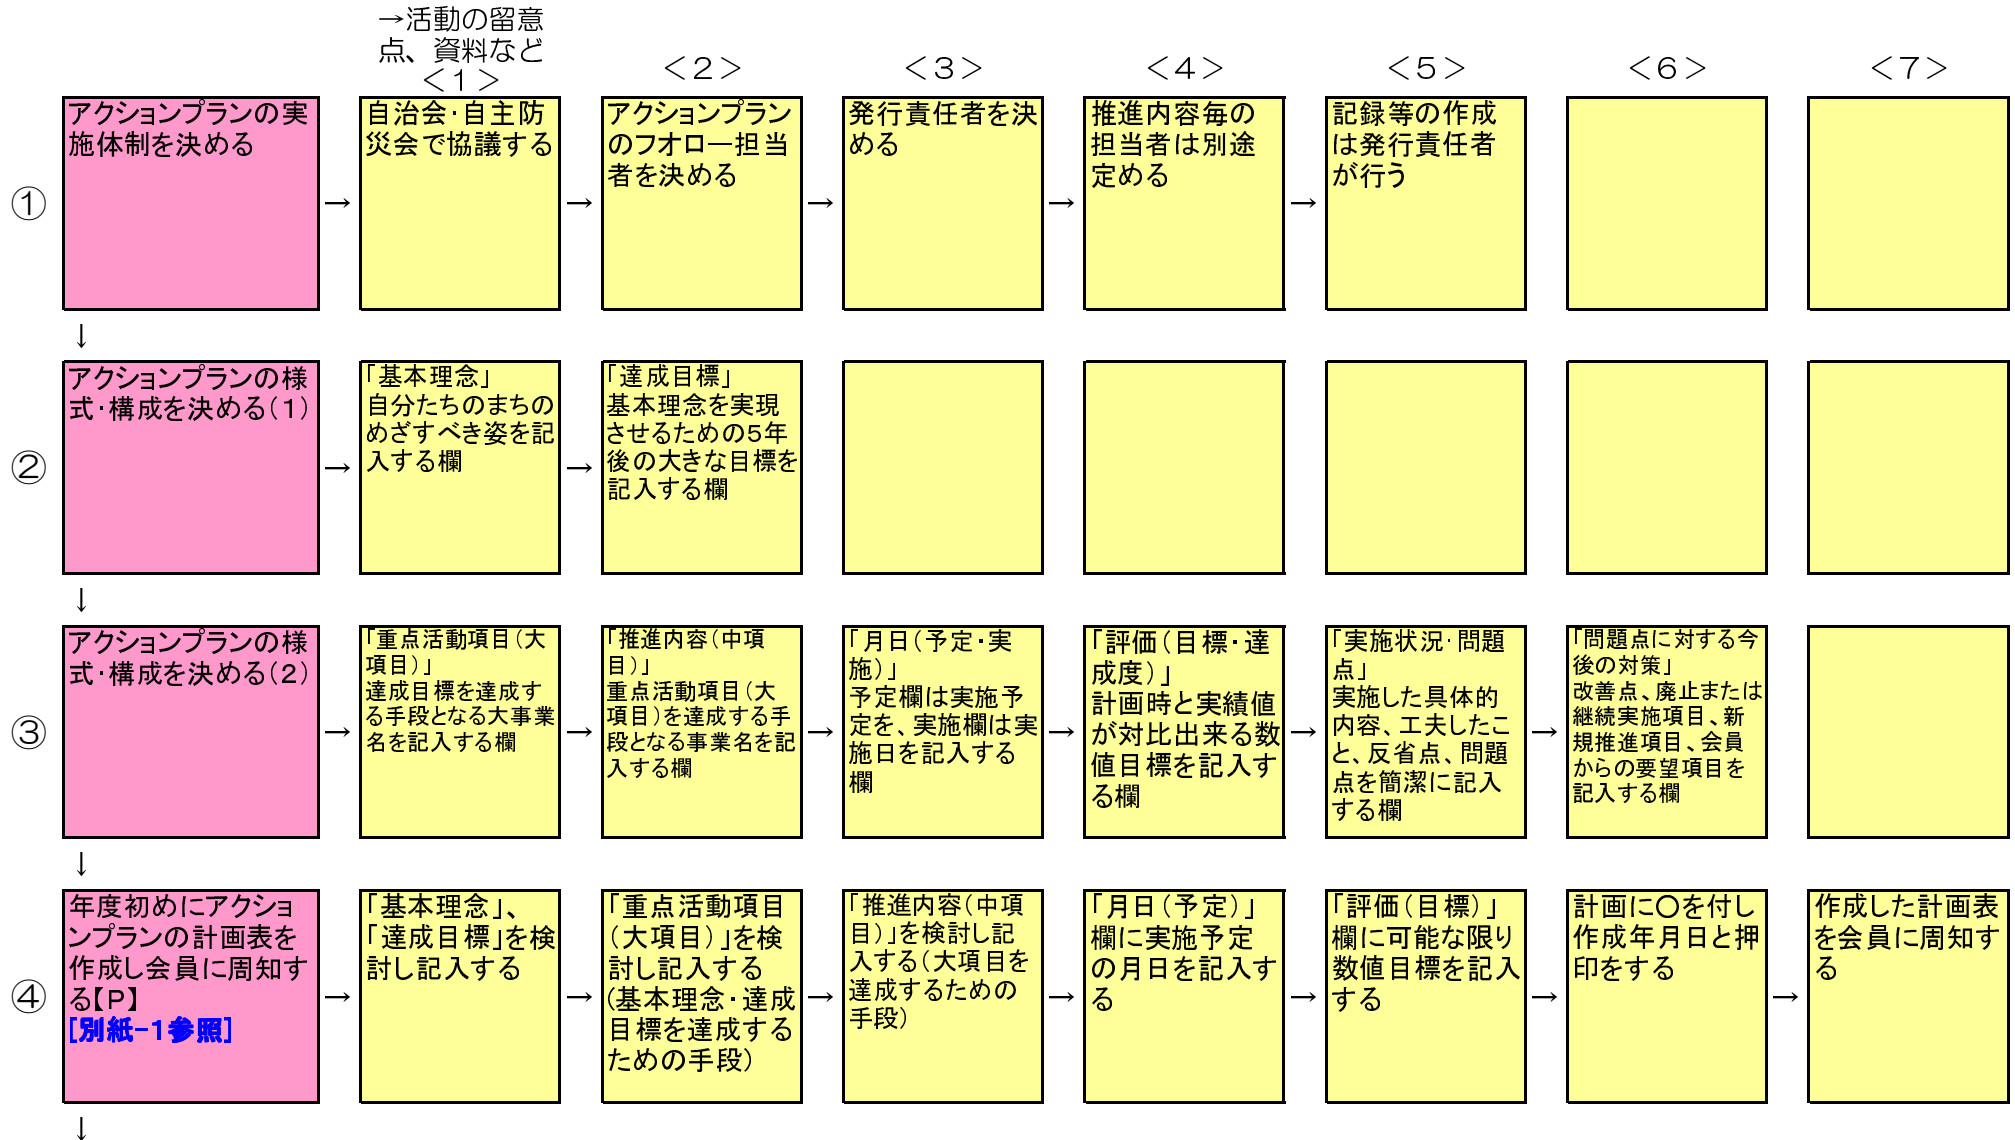 →活動の留意
点、資料など
＜１＞
＜２＞
＜３＞
＜４＞
＜５＞
＜６＞
＜７＞
①
アクションプランの実
施体制を決める
→
自治会・自主防
災会で協議する
→
アクションプラン
のフオロー担当
者を決める
→
発行責任者を決
める
→
推進内容毎の
担当者は別途
定める
→
記録等の作成
は発行責任者
が行う
↓
②
アクションプランの様
式・構成を決める(１)
→
「基本理念」
自分たちのまちの
めざすべき姿を記
入する欄
→
「達成目標」
基本理念を実現
させるための５年
後の大きな目標を
記入する欄
↓
③
アクションプランの様
式・構成を決める(２)
→
「重点活動項目(大
項目)」
達成目標を達成す
る手段となる大事業
名を記入する欄
→
「推進内容(中項
目)」
重点活動項目(大
項目)を達成する手
段となる事業名を記
入する欄
→
「月日(予定・実
施)」
予定欄は実施予
定を、実施欄は実
施日を記入する
欄
→
「評価(目標・達
成度)」
計画時と実績値
が対比出来る数
値目標を記入す
る欄
→
「実施状況・問題
点」
実施した具体的
内容、工夫したこ
と、反省点、問題
点を簡潔に記入
する欄
→
「問題点に対する今
後の対策」
改善点、廃止または
継続実施項目、新
規推進項目、会員
からの要望項目を
記入する欄
↓
④
年度初めにアクショ
ンプランの計画表を
作成し会員に周知す
る【Ｐ】
[別紙-1参照]
→
「基本理念」、
「達成目標」を検
討し記入する
→
「重点活動項目
(大項目)」を検
討し記入する
(基本理念・達成
目標を達成する
ための手段)
→
「推進内容(中項
目)」を検討し記
入する(大項目を
達成するための
手段)
→
「月日(予定)」
欄に実施予定
の月日を記入す
る
→
「評価(目標)」
欄に可能な限り
数値目標を記入
する
→
計画に○を付し
作成年月日と押
印をする
→
作成した計画表
を会員に周知す
る
↓